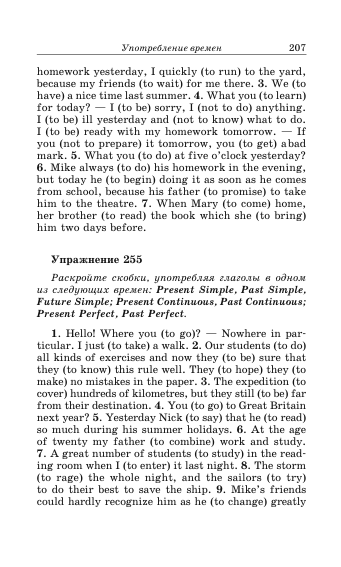 Употребление времен 207
homework yesterday, I quickly (to run) to the yard,
because my friends (to wait) for me there. 3. We (to
have) a nice time last summer. 4. What you (to learn)
for today? — I (to be) sorry, I (not to do) anything.
I (to be) ill yesterday and (not to know) what to do.
I (to be) ready with my homework tomorrow. — If
you (not to prepare) it tomorrow, you (to get) a bad
mark. 5. What you (to do) at five o'clock yesterday?
6. Mike always (to do) his homework in the evening,
but today he (to begin) doing it as soon as he comes
from school, because his father (to promise) to take
him to the theatre. 7. When Mary (to come) home,
her brother (to read) the book which she (to bring)
him two days before.
Упражнение 255
Раскройте скобки, употребляя глаголы в одном
из следующих времен: Present Simple, Past Simple,
Future Simple; Present Continuous, Past Continuous;
Present Perfect, Past Perfect.
1. Hello! Where you (to go)? — Nowhere in par-
ticular. I just (to take) a walk. 2. Our students (to do)
all kinds of exercises and now they (to be) sure that
they (to know) this rule well. They (to hope) they (to
make) no mistakes in the paper. 3. The expedition (to
cover) hundreds of kilometres, but they still (to be) far
from their destination. 4. You (to go) to Great Britain
next year? 5. Yesterday Nick (to say) that he (to read)
so much during his summer holidays. 6. At the age
of twenty my father (to combine) work and study.
7. A great number of students (to study) in the read-
ing room when I (to enter) it last night. 8. The storm
(to rage) the whole night, and the sailors (to try)
to do their best to save the ship. 9. Mike's friends
could hardly recognize him as he (to change) greatly